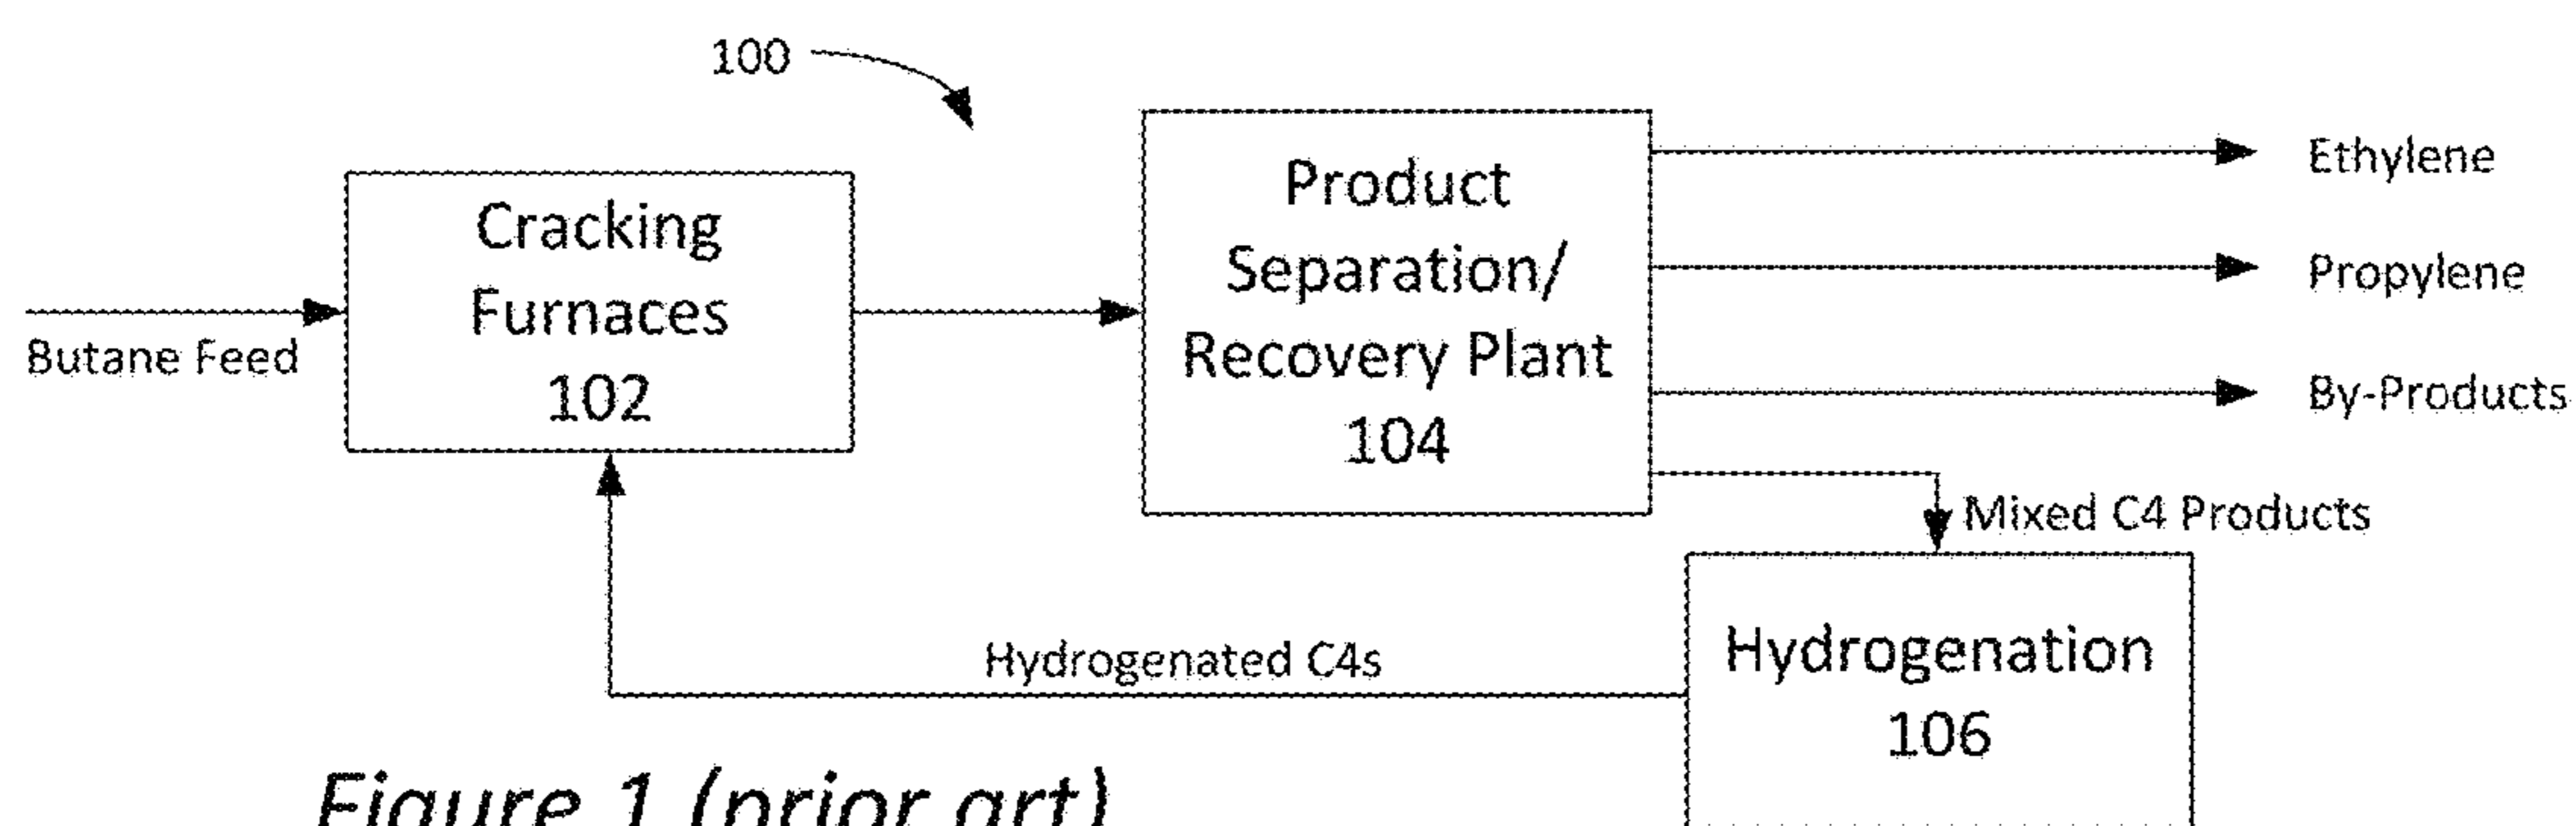 100
Cracking
Furnaces
102
Butane Feed
Product
Separation/
Recovery Plant
104
Ethylene
Propylene
By-Products
Mixed C4 Products
Hydrogenated C4s
Hydrogenation
106
Figure 1 (prior art)